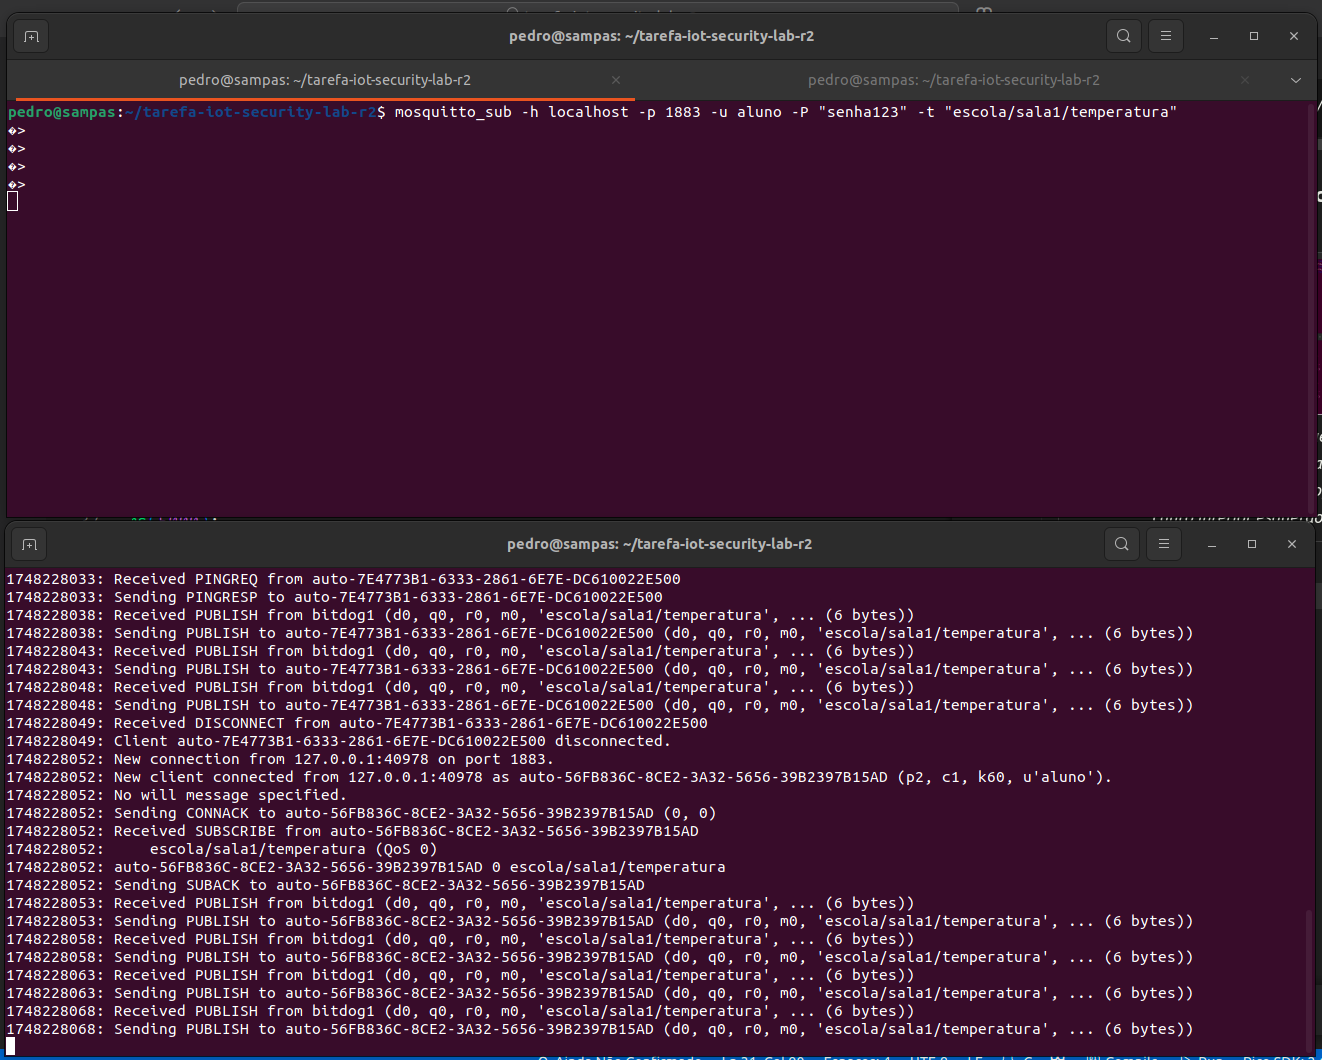 pedro@sampas: ~/tarefa-iot-security-lab-r2
pedro@sampas: ~/tarefa-iot-security-lab-r2 pedro@sampas: ~/tarefa-iot-security-lab-r2
pedro@sampas:~/tarefa-iot-security-lab-r2$ mosquitto_sub -h localhost -p 1883 -u aluno -P "senha123" -t "escola/sala1/temperatura"
�>
�>
�>
�>
pedro@sampas: ~/tarefa-iot-security-lab-r2
1748228033: Received PINGREQ from auto-7E4773B1-6333-2861-6E7E-DC610022E500
1748228033: Sending PINGRESP to auto-7E4773B1-6333-2861-6E7E-DC610022E500
1748228038: Received PUBLISH from bitdog1 (d0, q0, r0, m0, 'escola/sala1/temperatura', ... (6 bytes))
1748228038: Sending PUBLISH to auto-7E4773B1-6333-2861-6E7E-DC610022E500 (d0, q0, r0, m0, 'escola/sala1/temperatura', ... (6 bytes))
1748228043: Received PUBLISH from bitdog1 (d0, q0, r0, m0, 'escola/sala1/temperatura', ... (6 bytes))
1748228043: Sending PUBLISH to auto-7E4773B1-6333-2861-6E7E-DC610022E500 (d0, q0, r0, m0, 'escola/sala1/temperatura', ... (6 bytes))
1748228048: Received PUBLISH from bitdog1 (d0, q0, r0, m0, 'escola/sala1/temperatura', ... (6 bytes))
1748228048: Sending PUBLISH to auto-7E4773B1-6333-2861-6E7E-DC610022E500 (d0, q0, r0, m0, 'escola/sala1/temperatura', ... (6 bytes))
1748228049: Received DISCONNECT from auto-7E4773B1-6333-2861-6E7E-DC610022E500
1748228049: Client auto-7E4773B1-6333-2861-6E7E-DC610022E500 disconnected.
1748228052: New connection from 127.0.0.1:40978 on port 1883.
1748228052: New client connected from 127.0.0.1:40978 as auto-56FB836C-8CE2-3A32-5656-39B2397B15AD (p2, c1, k60, u'aluno').
1748228052: No will message specified.
1748228052: Sending CONNACK to auto-56FB836C-8CE2-3A32-5656-39B2397B15AD (0, 0)
1748228052: Received SUBSCRIBE from auto-56FB836C-8CE2-3A32-5656-39B2397B15AD
1748228052:     escola/sala1/temperatura (QoS 0)
1748228052: auto-56FB836C-8CE2-3A32-5656-39B2397B15AD 0 escola/sala1/temperatura
1748228052: Sending SUBACK to auto-56FB836C-8CE2-3A32-5656-39B2397B15AD
1748228053: Received PUBLISH from bitdog1 (d0, q0, r0, m0, 'escola/sala1/temperatura', ... (6 bytes))
1748228053: Sending PUBLISH to auto-56FB836C-8CE2-3A32-5656-39B2397B15AD (d0, q0, r0, m0, 'escola/sala1/temperatura', ... (6 bytes))
1748228058: Received PUBLISH from bitdog1 (d0, q0, r0, m0, 'escola/sala1/temperatura', ... (6 bytes))
1748228058: Sending PUBLISH to auto-56FB836C-8CE2-3A32-5656-39B2397B15AD (d0, q0, r0, m0, 'escola/sala1/temperatura', ... (6 bytes))
1748228063: Received PUBLISH from bitdog1 (d0, q0, r0, m0, 'escola/sala1/temperatura', ... (6 bytes))
1748228063: Sending PUBLISH to auto-56FB836C-8CE2-3A32-5656-39B2397B15AD (d0, q0, r0, m0, 'escola/sala1/temperatura', ... (6 bytes))
1748228068: Received PUBLISH from bitdog1 (d0, q0, r0, m0, 'escola/sala1/temperatura', ... (6 bytes))
1748228068: Sending PUBLISH to auto-56FB836C-8CE2-3A32-5656-39B2397B15AD (d0, q0, r0, m0, 'escola/sala1/temperatura', ... (6 bytes))